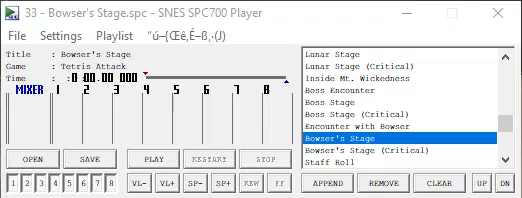 33 - Bowser's Stage.spc - SNES SPC700 Player
File Settings Playlist “ú–{Œê‚É–ß‚·(J)
Title : Bowser's Stage
Game : Tetris Attack
Time : :0:00.00 000
MIXER 1 2 3 4 5 6 7 8
OPEN SAVE PLAY RESTART STOP
1 2 3 4 5 6 7 8 VL- VL+ SP- SP+ REW ff
Lunar Stage
Lunar Stage (Critical)
Inside Mt. Wickedness
Boss Encounter
Boss Stage
Boss Stage (Critical)
Encounter with Bowser
Bowser's Stage
Bowser's Stage (Critical)
Staff Roll
APPEND REMOVE CLEAR UP DN